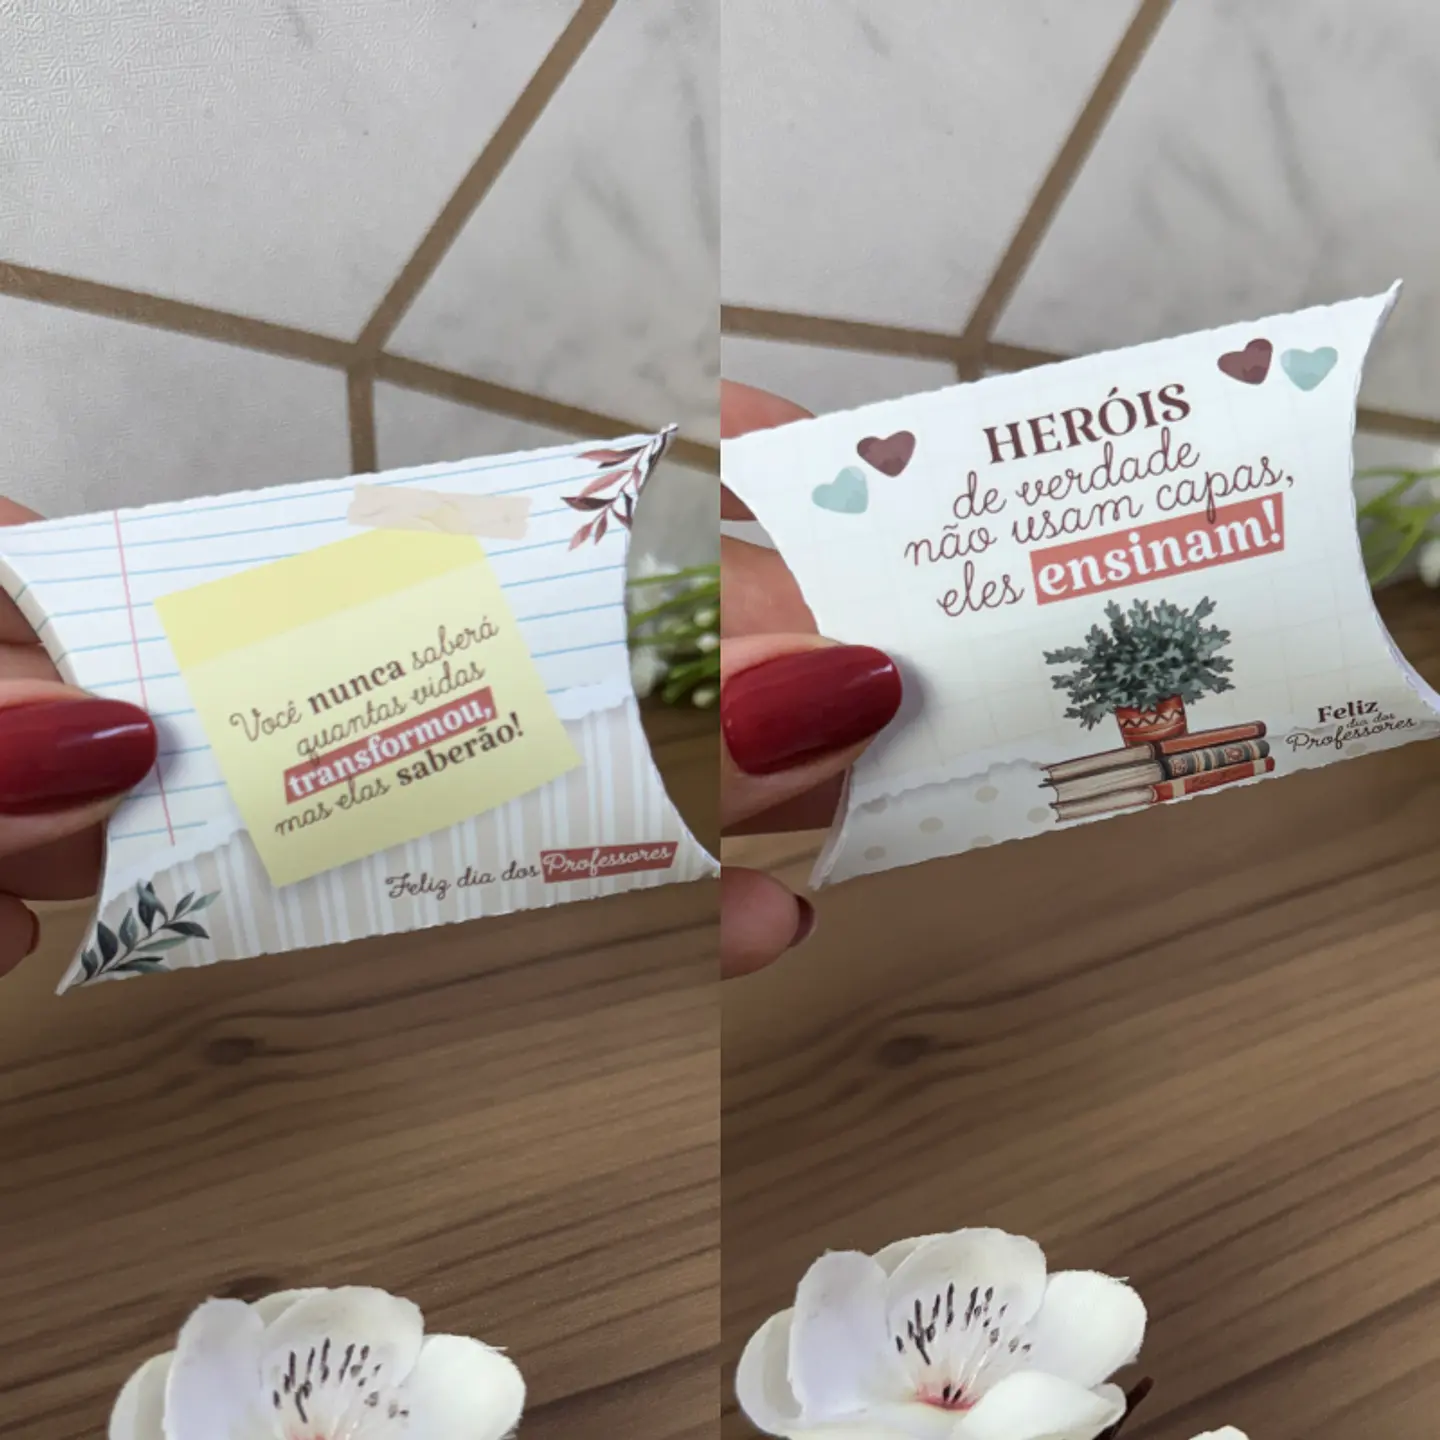 Você nunca saberá
quantas vidas
transformou,
mas elas saberão!
Feliz dia dos Professores
HERÓIS
de verdade
não usam capas,
eles ensinam!
Feliz
dia dos
Professores